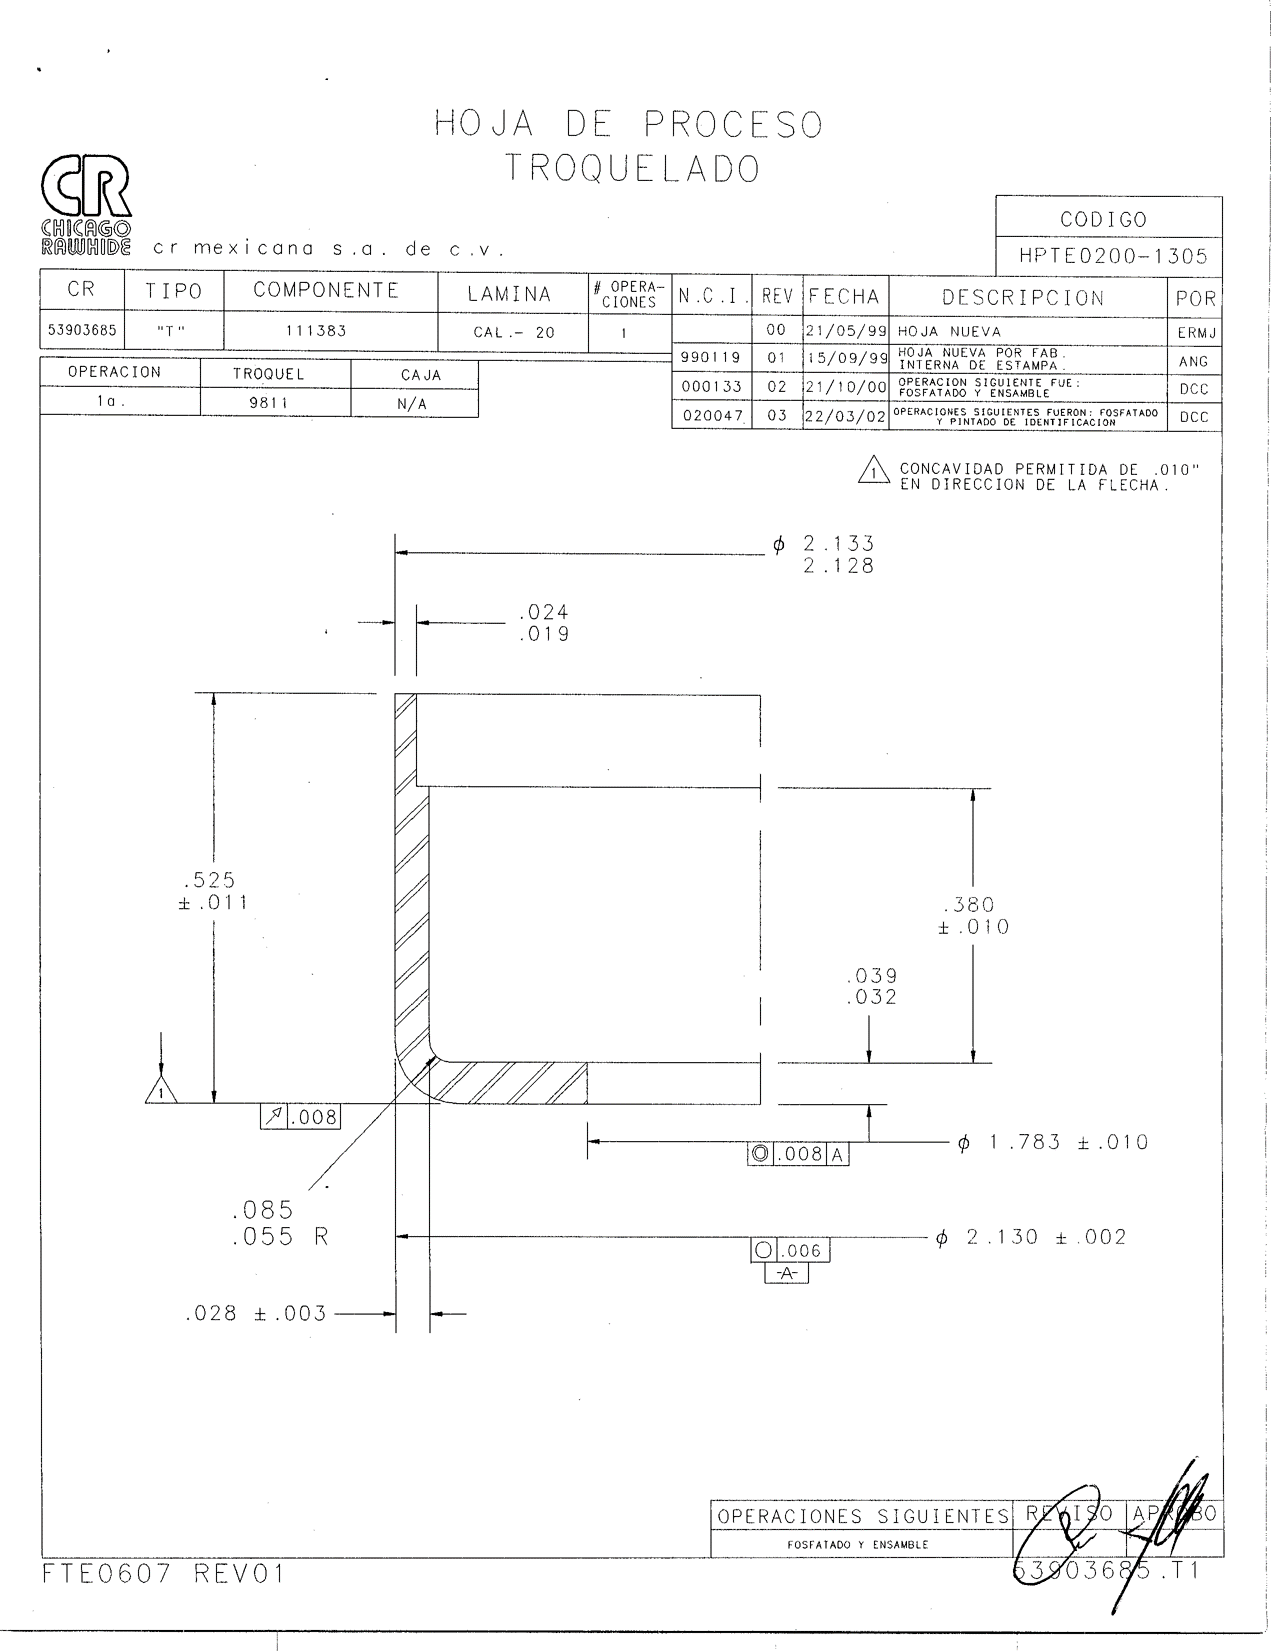 HOJA DE PROCESO
TROQUELADO
CR
CHICAGO
RAWHIDE
cr mexicana s.a. de c.v.
CODIGO
HPTE0200-1305
CR TIPO COMPONENTE LAMINA # OPERA-
CIONES
53903685 "T" 111383 CAL.- 20 1
OPERACION TROQUEL CAJA
1a. 9811 N/A
N.C.I. REV FECHA DESCRIPCION POR
00 21/05/99 HOJA NUEVA ERMJ
990119 01 15/09/99 HOJA NUEVA POR FAB.
INTERNA DE ESTAMPA. ANG
000133 02 21/10/00 OPERACION SIGUIENTE FUE:
FOSFATADO Y ENSAMBLE DCC
020047 03 22/03/02 OPERACIONES SIGUIENTES FUERON: FOSFATADO
Y PINTADO DE IDENTIFICACION DCC
1 CONCAVIDAD PERMITIDA DE .010"
EN DIRECCION DE LA FLECHA.
ϕ 2.133
2.128
.024
.019
.525
±.011
.380
±.010
.039
.032
1
.008
ϕ 1.783 ±.010
.008 A
.085
.055 R
ϕ 2.130 ±.002
.006
-A-
.028 ±.003
OPERACIONES SIGUIENTES REVISO APROBO
FOSFATADO Y ENSAMBLE
FTE0607 REV01
53903685.T1